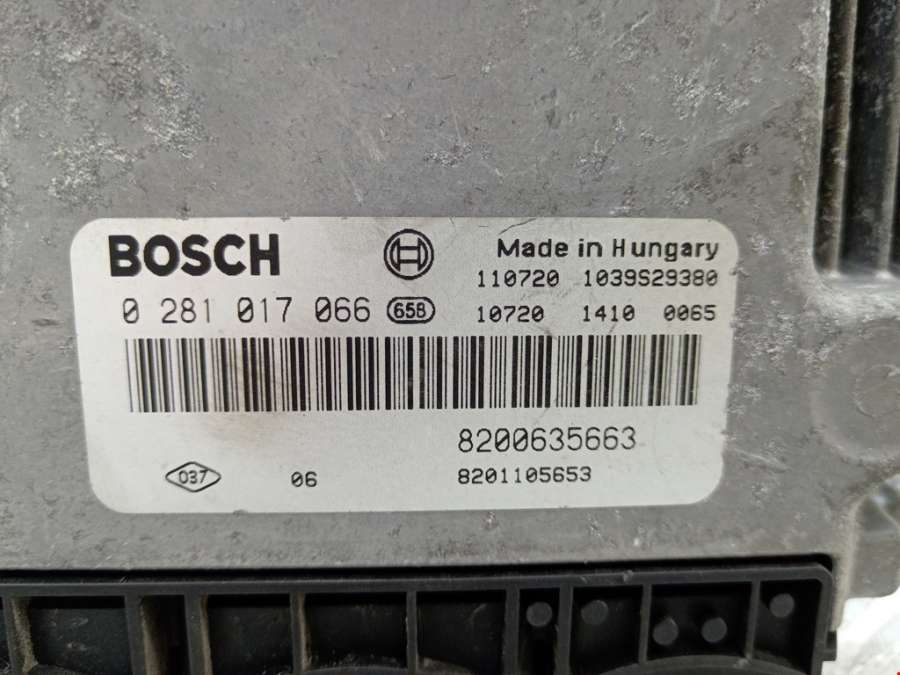 BOSCH
Made in Hungary
110720 1039S29380
0 281 017 066 658
10720 1410 0065
8200635663
037 06 8201105653